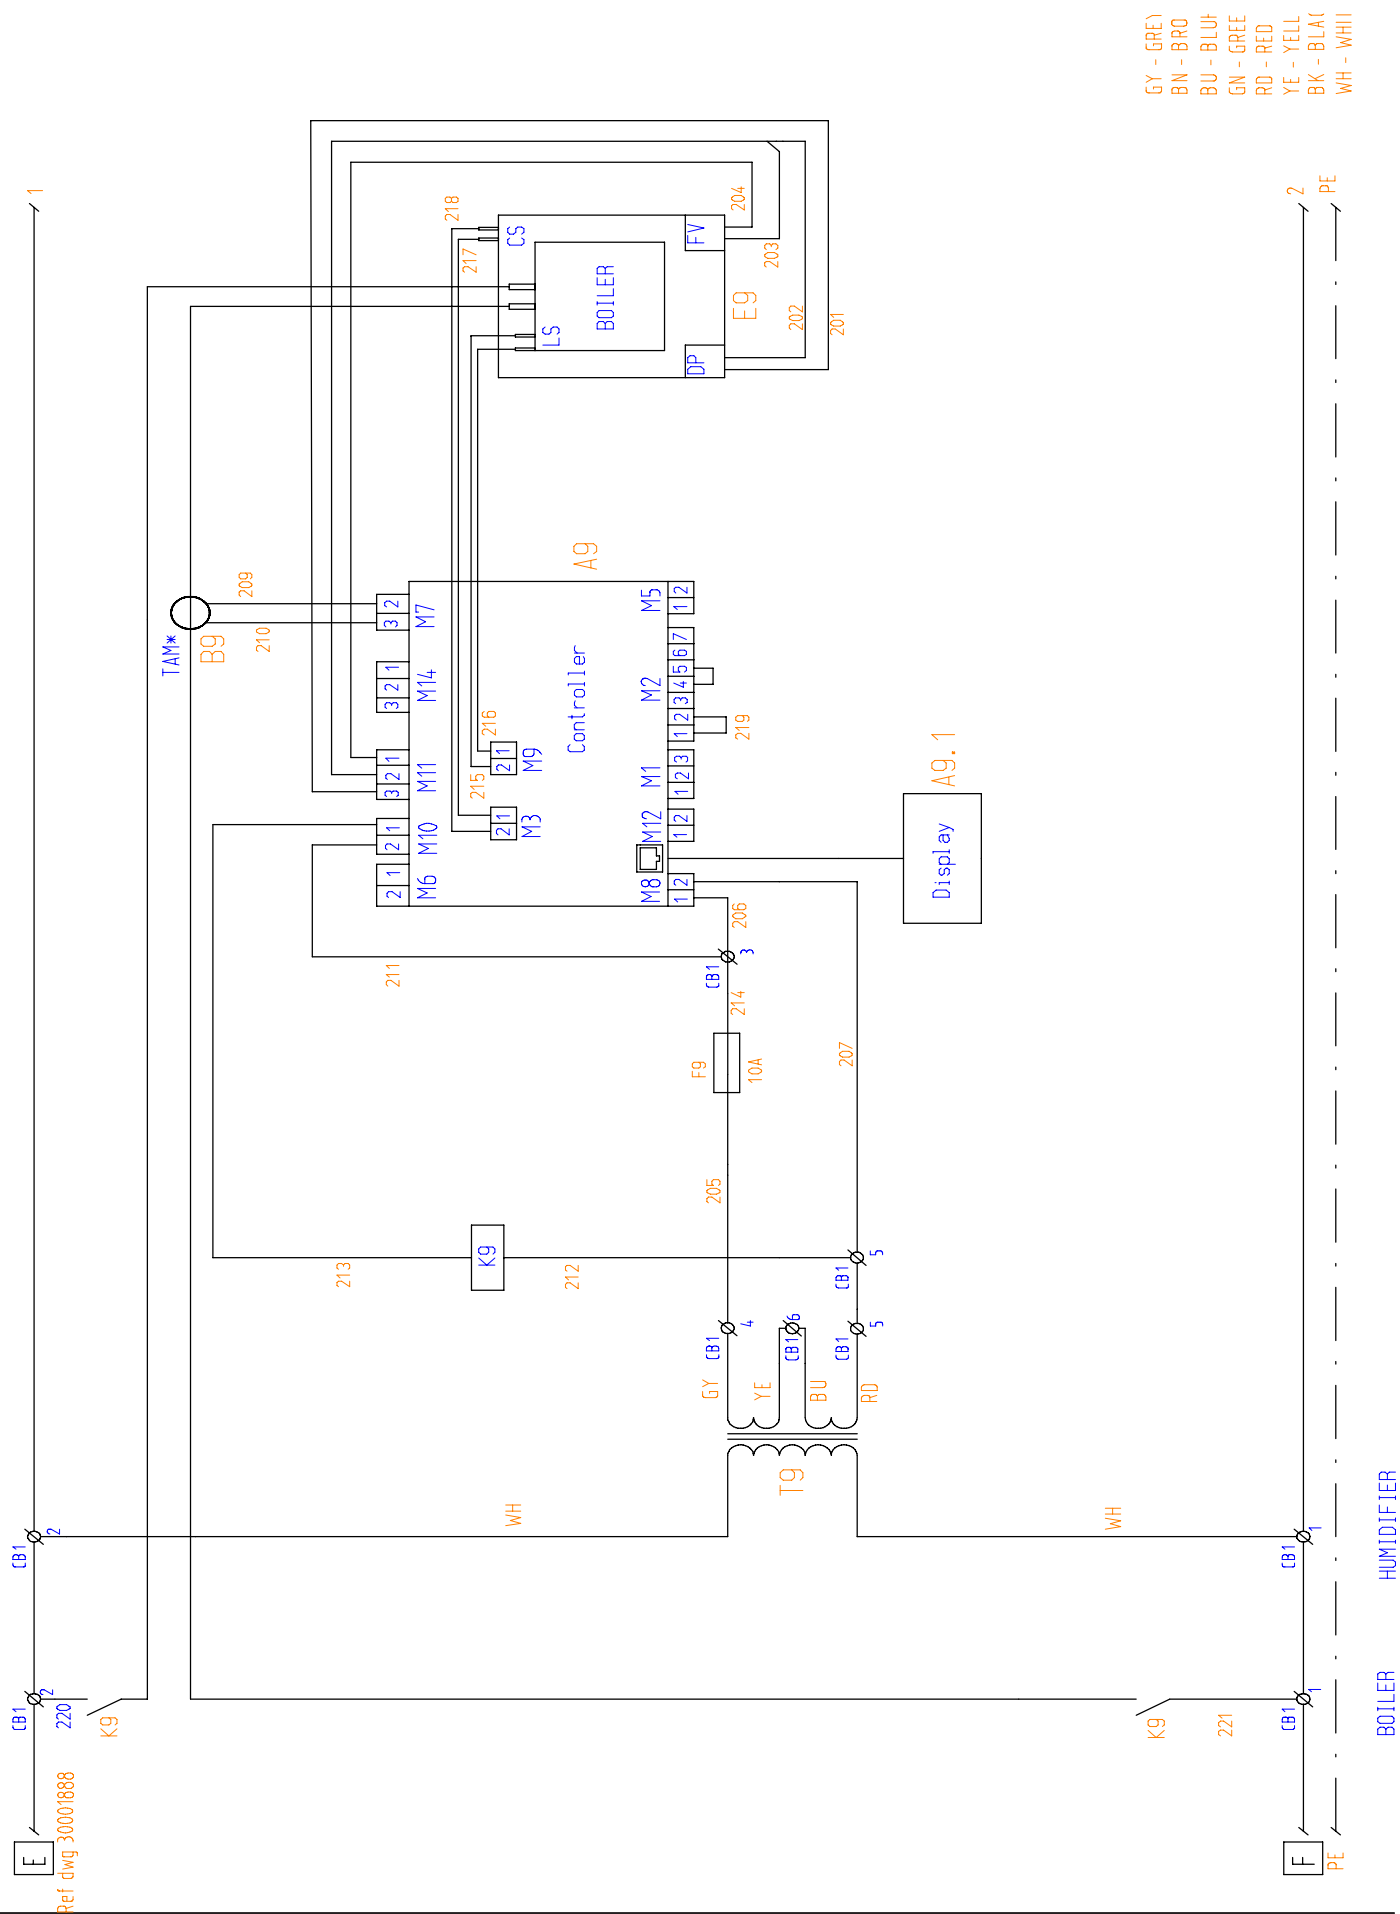 E
Ref dwg 30001888
CB1
2
220
K9
CB1
2
WH
1
F
PE
CB1
1
221
K9
CB1
1
WH
2
PE
BOILER
HUMIDIFIER
T9
GY
YE
BU
RD
CB1
4
CB1
6
CB1
5
CB1
5
205
F9
10A
214
CB1
3
206
207
211
212
K9
213
TAM*
B9
210
209
A9
Controller
2 1
M6
2 1
M10
3 2 1
M11
3 2 1
M14
3 2
M7
2 1
M3
2 1
M9
215
216
M8
1 2
M12
1 2
M1
1 2 3
M2
1 2 3 4 5 6 7
M5
1 2
219
Display
A9.1
217
218
CS
LS
BOILER
DP
FV
E9
201
202
203
204
GY - GREY
BN - BRO
BU -
GN - GREE
RD - RED
YE - YELL
BK -
WH -